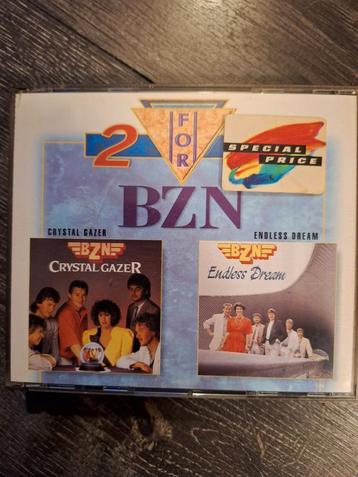 2
FOR
SPECIAL
PRICE
BZN
CRYSTAL GAZER
ENDLESS DREAM
BZN
CRYSTAL GAZER
BZN
Endless Dream